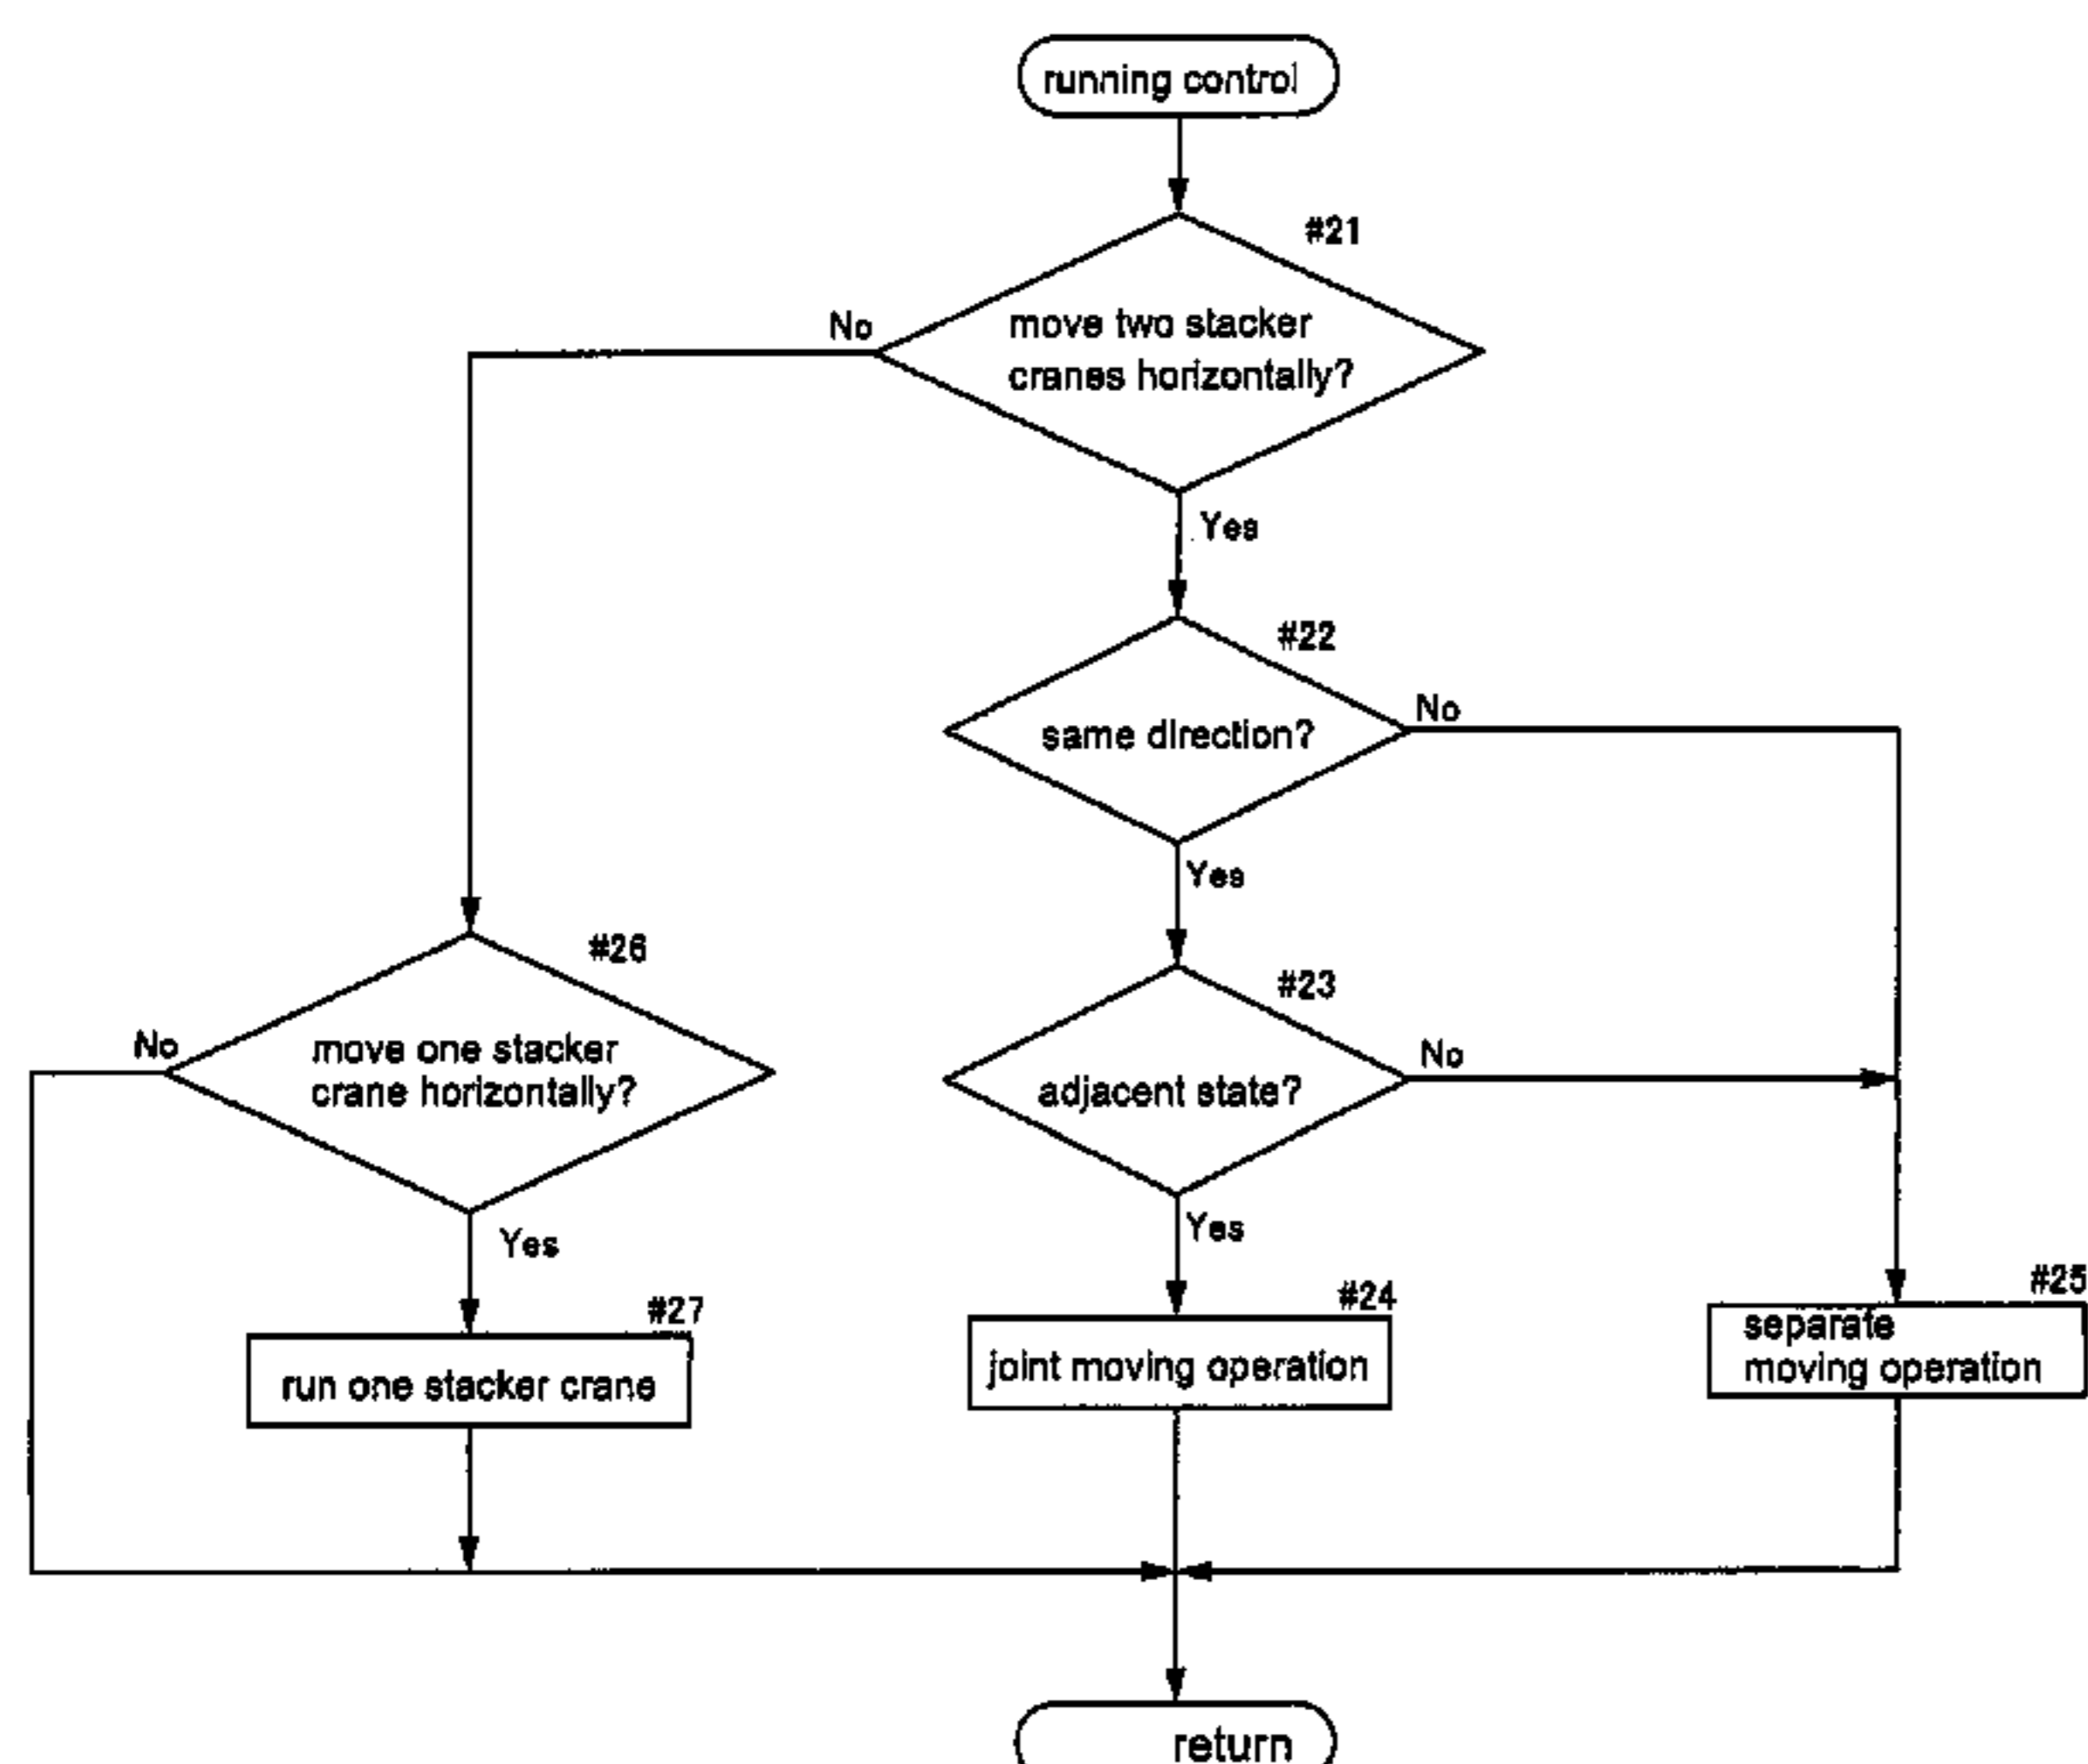 running control
#21
No
move two stacker
cranes horizontally?
Yes
#22
same direction?
No
Yes
#26
#23
No
move one stacker
crane horizontally?
adjacent state?
No
Yes
Yes
#27
#24
#25
run one stacker crane
joint moving operation
separate
moving operation
return